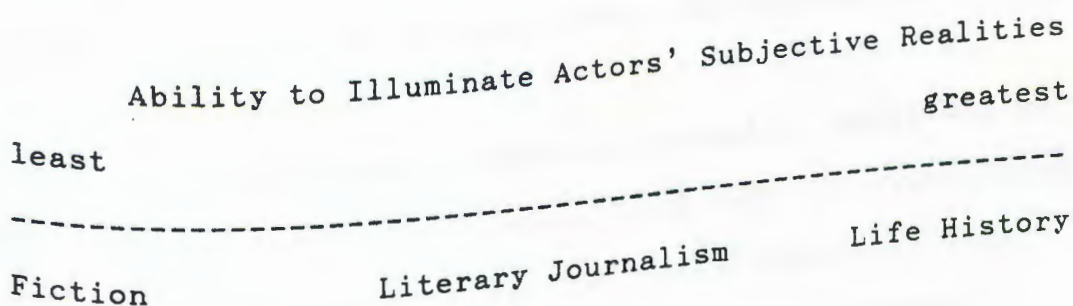 Ability to Illuminate Actors' Subjective Realities
least greatest
--------------------------------------------------------------
Fiction Literary Journalism Life History